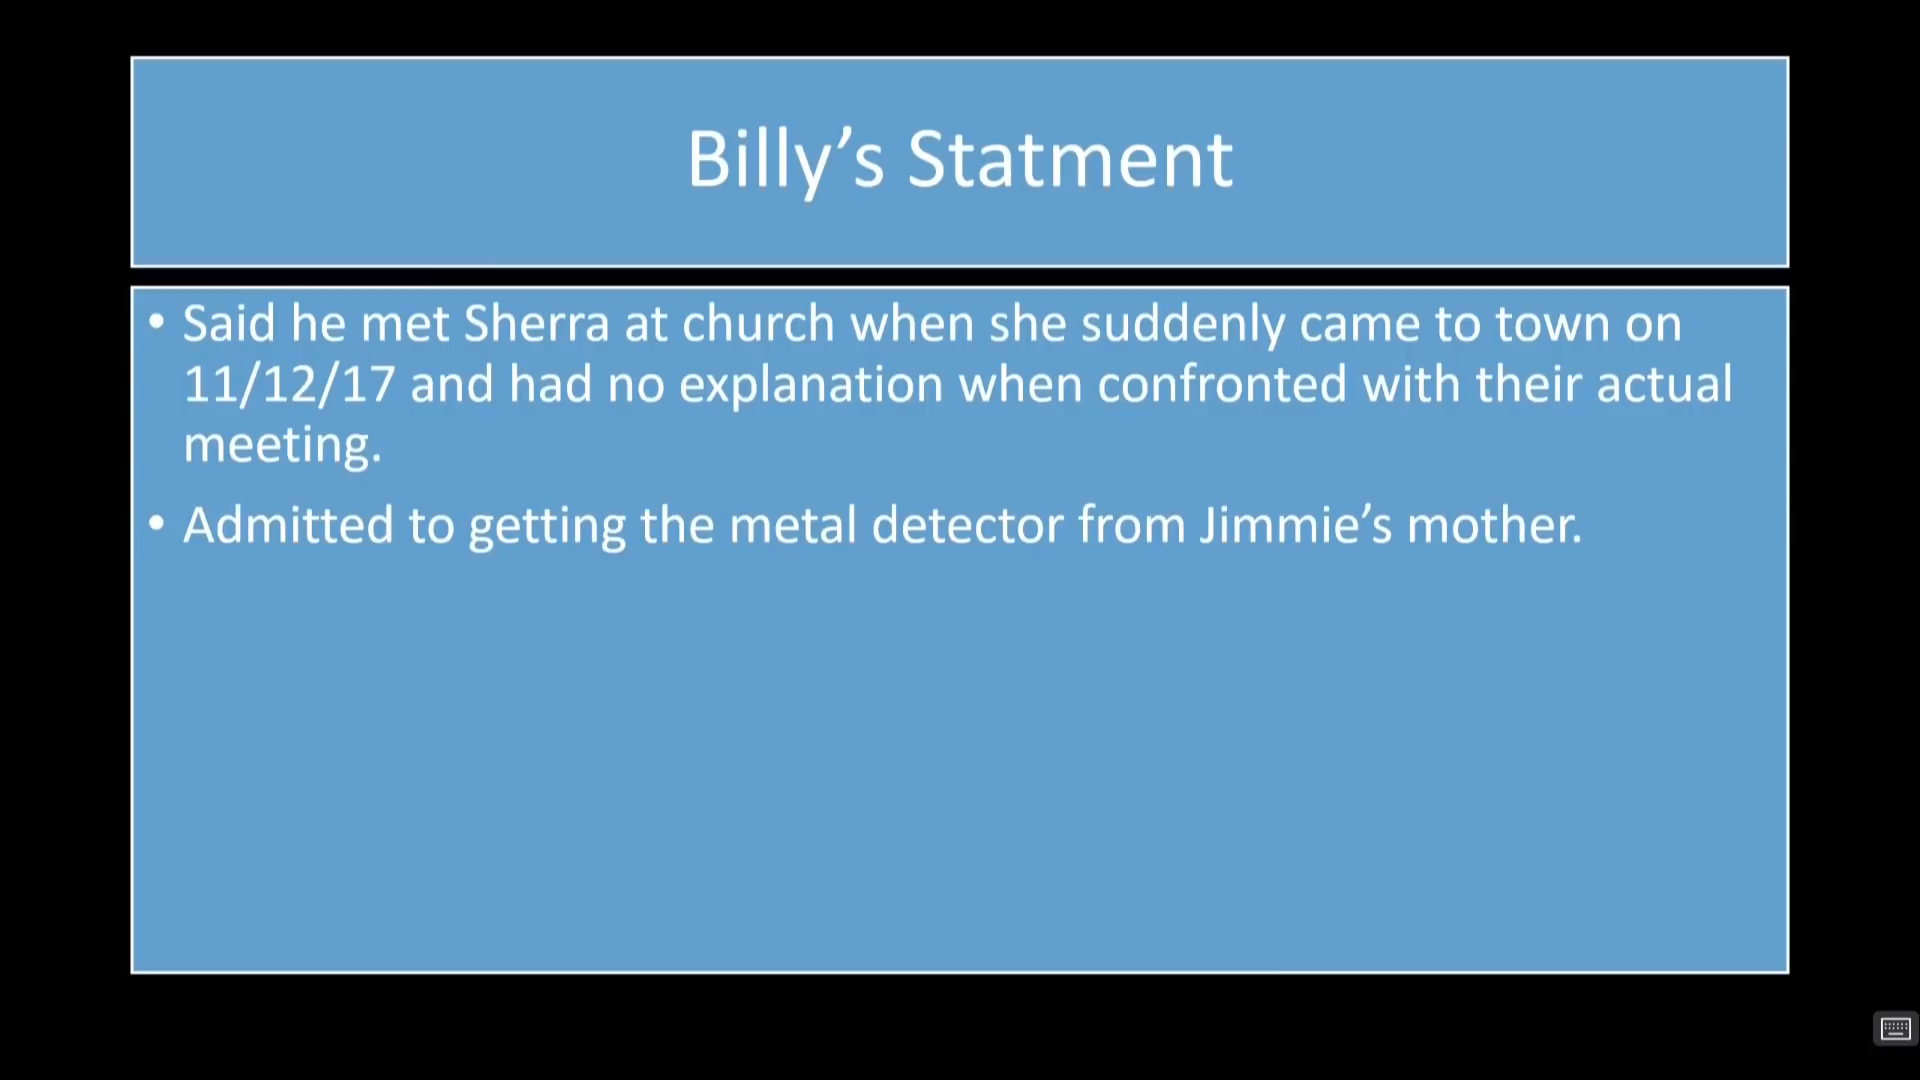 Billy’s Statment
• Said he met Sherra at church when she suddenly came to town on
11/12/17 and had no explanation when confronted with their actual
meeting.
• Admitted to getting the metal detector from Jimmie’s mother.